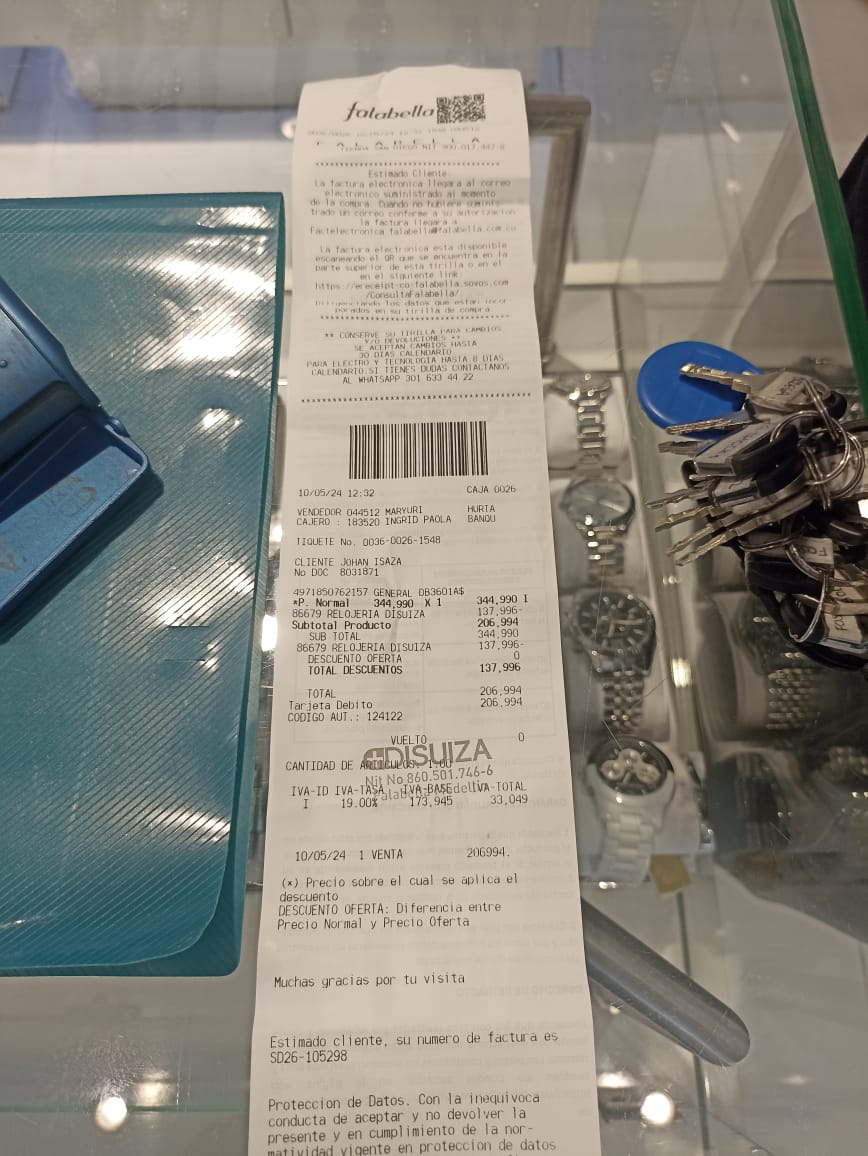 falabella
F A L A B E L L A
TIENDA SAN DIEGO NIT 900.017.447-8
Estimado Cliente.
La factura electronica llegara al correo
electronico suministrado al momento
de la compra. Cuando no hubiere suminis-
trado un correo conforme a su autorizacion
la factura llegara a
Factelectronica.falabella@falabella.com.co
La factura electronica esta disponible
escaneando el QR que se encuentra en la
parte superior de esta tirilla o en el
en el siguiente link
https://ereceipt-co-falabella.sovos.com
/ConsultaFalabella/
Diligenciando los datos que estan incor
porados en su tirilla de compra
** CONSERVE SU TIRILLA PARA CAMBIOS
Y/O DEVOLUCIONES **
SE ACEPTAN CAMBIOS HASTA
30 DIAS CALENDARIO
PARA ELECTRO Y TECNOLOGIA HASTA 8 DIAS
CALENDARIO.SI TIENES DUDAS CONTACTANOS
AL WHATSAPP 301 633 44 22
10/05/24 12:32 CAJA 0026
VENDEDOR 044512 MARYURI HURTA
CAJERO : 183520 INGRID PAOLA BANQU
TIQUETE No. 0036-0026-1548
CLIENTE JOHAN ISAZA
No DOC 8031871
4971850762157 GENERAL DB3601A$
*P. Normal 344,990 X 1 344,990 I
86679 RELOJERIA DISUIZA 137,996-
Subtotal Producto 206,994
SUB TOTAL 344,990
86679 RELOJERIA DISUIZA 137,996-
DESCUENTO OFERTA 0
TOTAL DESCUENTOS 137,996
TOTAL 206,994
Tarjeta Debito 206,994
CODIGO AUT.: 124122
VUELTO 0
DISUIZA
CANTIDAD DE ARTICULOS: 1.00
Nit No 860.501.746-6
Falabella Medellin
IVA-ID IVA-TASA IVA-BASE IVA-TOTAL
I 19.00% 173,945 33,049
10/05/24 1 VENTA 206994.
(*) Precio sobre el cual se aplica el
descuento
DESCUENTO OFERTA: Diferencia entre
Precio Normal y Precio Oferta
Muchas gracias por tu visita
Estimado cliente, su numero de factura es
SD26-105298
Proteccion de Datos. Con la inequivoca
conducta de aceptar y no devolver la
presente y en cumplimiento de la nor-
matividad vigente en proteccion de datos